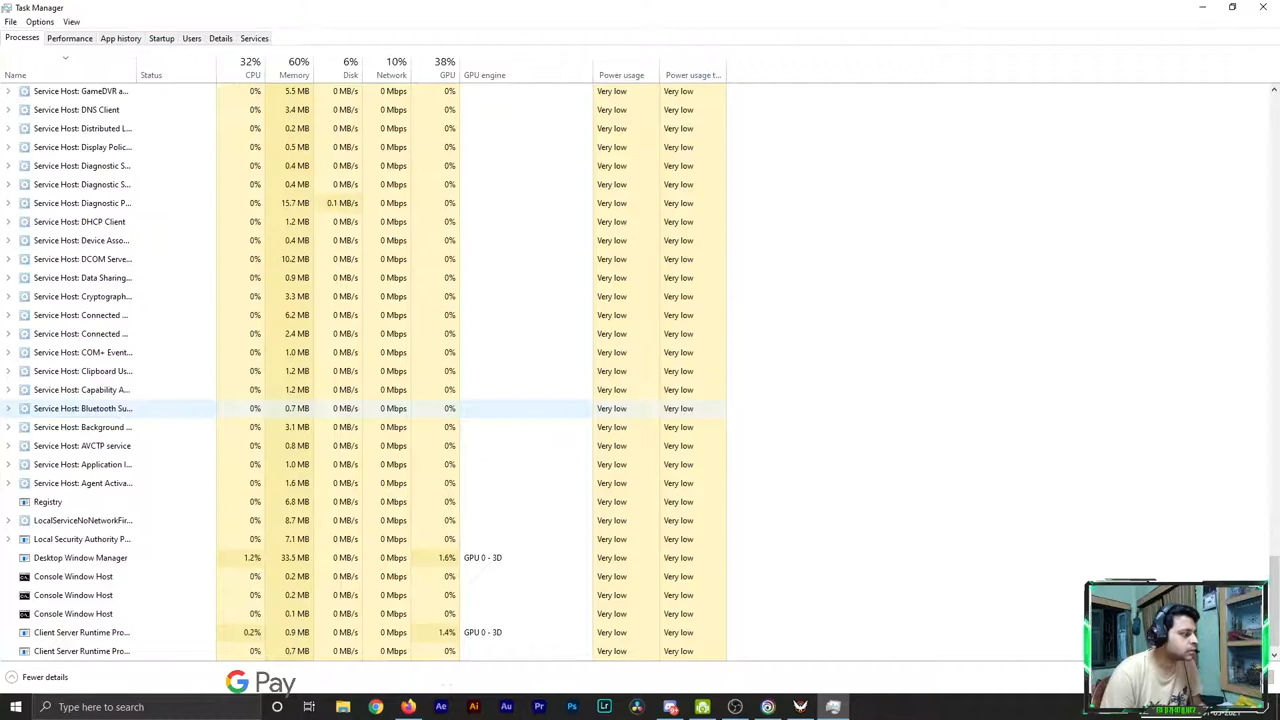 Task Manager
File Options View
Processes Performance App history Startup Users Details Services
32% 60% 6% 10% 38%
Name Status CPU Memory Disk Network GPU GPU engine Power usage Power usage t...
Service Host: GameDVR a... 0% 5.5 MB 0 MB/s 0 Mbps 0% Very low Very low
Service Host: DNS Client 0% 3.4 MB 0 MB/s 0 Mbps 0% Very low Very low
Service Host: Distributed L... 0% 0.2 MB 0 MB/s 0 Mbps 0% Very low Very low
Service Host: Display Polic... 0% 0.5 MB 0 MB/s 0 Mbps 0% Very low Very low
Service Host: Diagnostic S... 0% 0.4 MB 0 MB/s 0 Mbps 0% Very low Very low
Service Host: Diagnostic S... 0% 0.4 MB 0 MB/s 0 Mbps 0% Very low Very low
Service Host: Diagnostic P... 0% 15.7 MB 0.1 MB/s 0 Mbps 0% Very low Very low
Service Host: DHCP Client 0% 1.2 MB 0 MB/s 0 Mbps 0% Very low Very low
Service Host: Device Asso... 0% 0.4 MB 0 MB/s 0 Mbps 0% Very low Very low
Service Host: DCOM Serve... 0% 10.2 MB 0 MB/s 0 Mbps 0% Very low Very low
Service Host: Data Sharing... 0% 0.9 MB 0 MB/s 0 Mbps 0% Very low Very low
Service Host: Cryptograph... 0% 3.3 MB 0 MB/s 0 Mbps 0% Very low Very low
Service Host: Connected ... 0% 6.2 MB 0 MB/s 0 Mbps 0% Very low Very low
Service Host: Connected ... 0% 2.4 MB 0 MB/s 0 Mbps 0% Very low Very low
Service Host: COM+ Event... 0% 1.0 MB 0 MB/s 0 Mbps 0% Very low Very low
Service Host: Clipboard Us... 0% 1.2 MB 0 MB/s 0 Mbps 0% Very low Very low
Service Host: Capability A... 0% 1.2 MB 0 MB/s 0 Mbps 0% Very low Very low
Service Host: Bluetooth Su... 0% 0.7 MB 0 MB/s 0 Mbps 0% Very low Very low
Service Host: Background ... 0% 3.1 MB 0 MB/s 0 Mbps 0% Very low Very low
Service Host: AVCTP service 0% 0.8 MB 0 MB/s 0 Mbps 0% Very low Very low
Service Host: Application I... 0% 1.0 MB 0 MB/s 0 Mbps 0% Very low Very low
Service Host: Agent Activa... 0% 1.6 MB 0 MB/s 0 Mbps 0% Very low Very low
Registry 0% 6.8 MB 0 MB/s 0 Mbps 0% Very low Very low
LocalServiceNoNetworkFir... 0% 8.7 MB 0 MB/s 0 Mbps 0% Very low Very low
Local Security Authority P... 0% 7.1 MB 0 MB/s 0 Mbps 0% Very low Very low
Desktop Window Manager 1.2% 33.5 MB 0 MB/s 0 Mbps 1.6% GPU 0 - 3D Very low Very low
Console Window Host 0% 0.2 MB 0 MB/s 0 Mbps 0% Very low Very low
Console Window Host 0% 0.2 MB 0 MB/s 0 Mbps 0% Very low Very low
Console Window Host 0% 0.1 MB 0 MB/s 0 Mbps 0% Very low Very low
Client Server Runtime Pro... 0.2% 0.9 MB 0 MB/s 0 Mbps 1.4% GPU 0 - 3D Very low Very low
Client Server Runtime Pro... 0% 0.7 MB 0 MB/s 0 Mbps 0% Very low Very low
Fewer details
G Pay
Type here to search
Ae Ai Au Pr Ps Lr